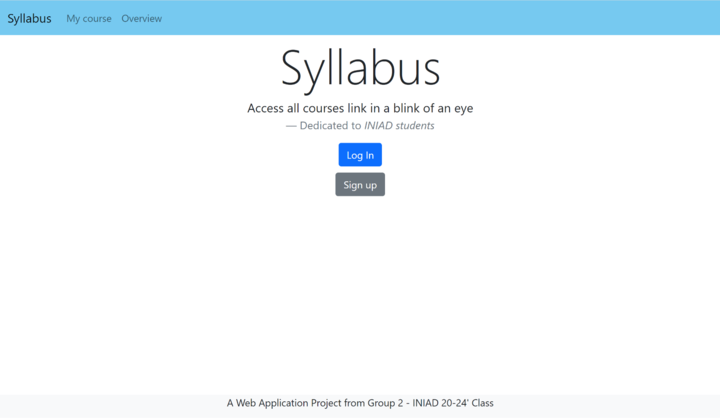 Syllabus My course Overview
Syllabus
Access all courses link in a blink of an eye
— Dedicated to INIAD students
Log In
Sign up
A Web Application Project from Group 2 - INIAD 20-24' Class